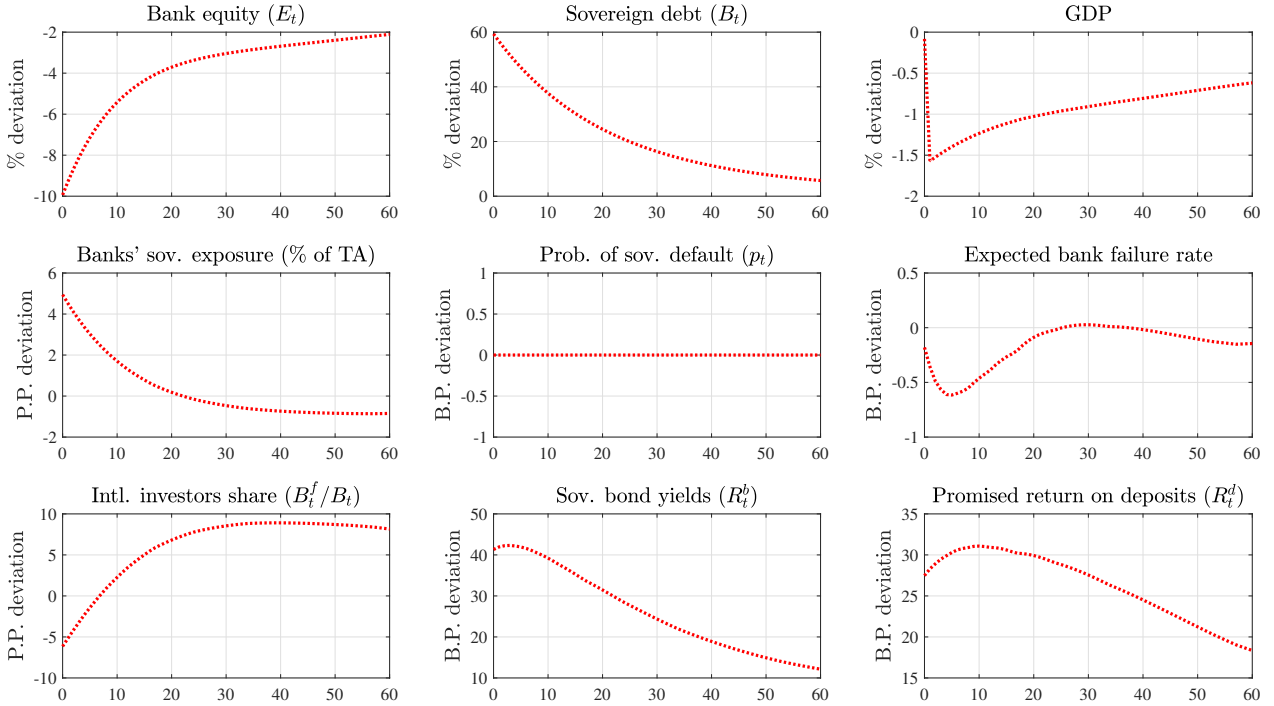 Bank equity (E_t)
% deviation
-2
-4
-6
-8
-10
0 10 20 30 40 50 60
Sovereign debt (B_t)
% deviation
60
40
20
0
0 10 20 30 40 50 60
GDP
% deviation
0
-0.5
-1
-1.5
-2
0 10 20 30 40 50 60
Banks' sov. exposure (% of TA)
P.P. deviation
6
4
2
0
-2
0 10 20 30 40 50 60
Prob. of sov. default (p_t)
B.P. deviation
1
0.5
0
-0.5
-1
0 10 20 30 40 50 60
Expected bank failure rate
B.P. deviation
0.5
0
-0.5
-1
0 10 20 30 40 50 60
Intl. investors share (B_t^f/B_t)
P.P. deviation
10
5
0
-5
-10
0 10 20 30 40 50 60
Sov. bond yields (R_t^b)
B.P. deviation
50
40
30
20
10
0 10 20 30 40 50 60
Promised return on deposits (R_t^d)
B.P. deviation
35
30
25
20
15
0 10 20 30 40 50 60